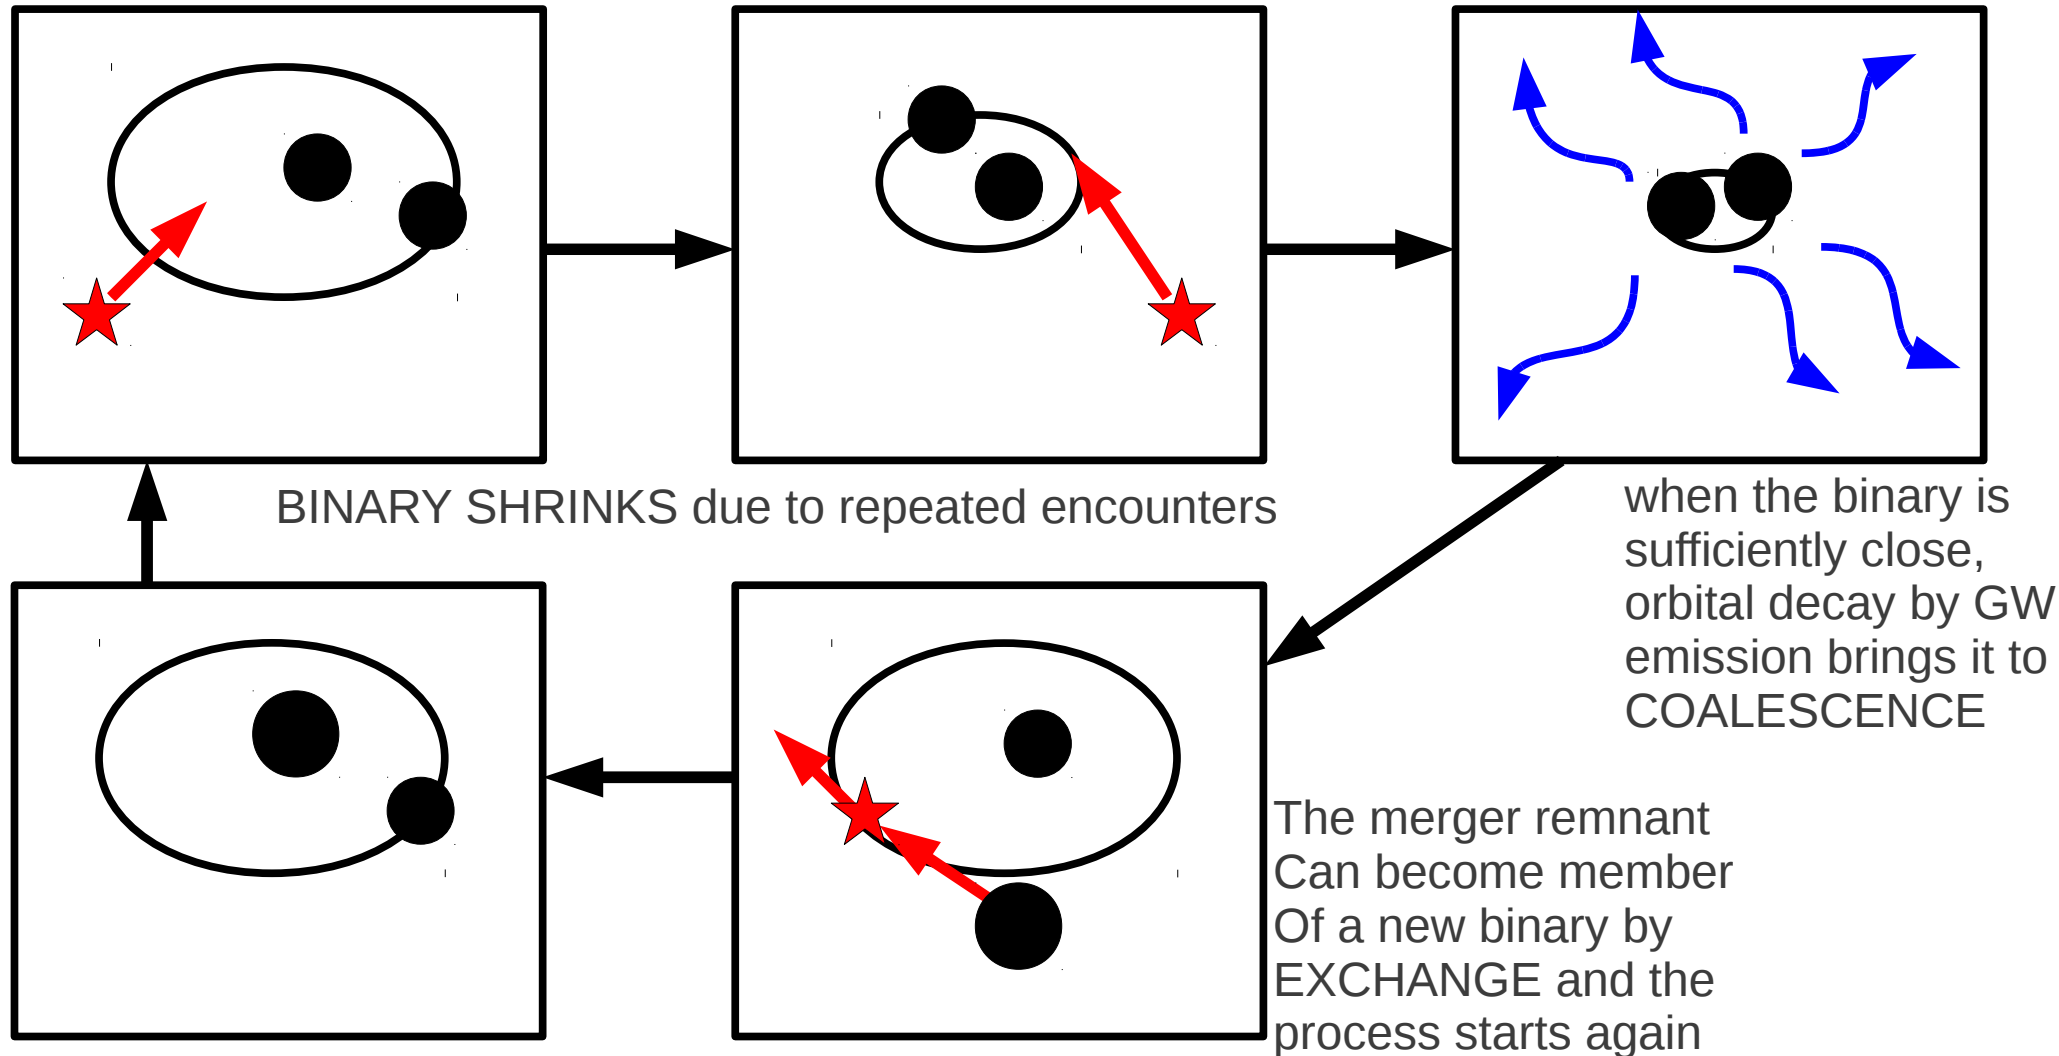 BINARY SHRINKS due to repeated encounters
when the binary is
sufficiently close,
orbital decay by GW
emission brings it to
COALESCENCE
The merger remnant
Can become member
Of a new binary by
EXCHANGE and the
process starts again